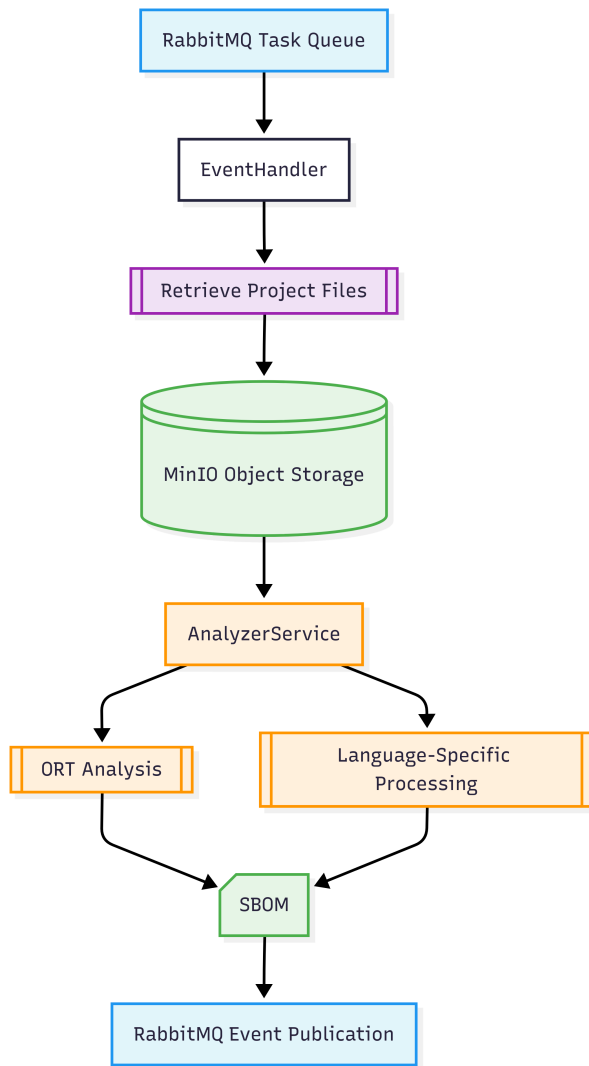 RabbitMQ Task Queue
EventHandler
Retrieve Project Files
MinIO Object Storage
AnalyzerService
ORT Analysis
Language-Specific
Processing
SBOM
RabbitMQ Event Publication